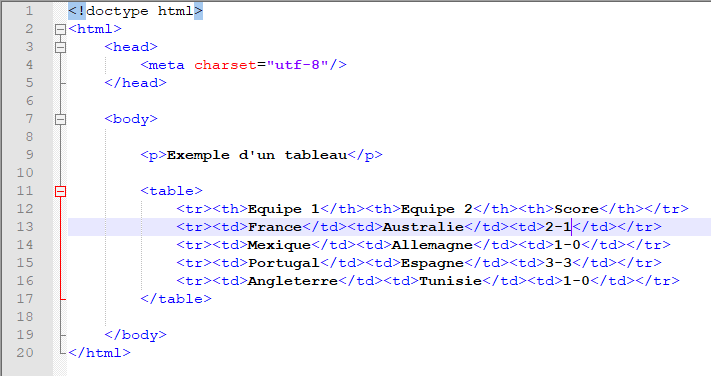 1 <!doctype html>
2 <html>
3     <head>
4         <meta charset="utf-8"/>
5     </head>
6
7     <body>
8
9         <p>Exemple d'un tableau</p>
10
11         <table>
12             <tr><th>Equipe 1</th><th>Equipe 2</th><th>Score</th></tr>
13             <tr><td>France</td><td>Australie</td><td>2-1</td></tr>
14             <tr><td>Mexique</td><td>Allemagne</td><td>1-0</td></tr>
15             <tr><td>Portugal</td><td>Espagne</td><td>3-3</td></tr>
16             <tr><td>Angleterre</td><td>Tunisie</td><td>1-0</td></tr>
17         </table>
18
19     </body>
20 </html>